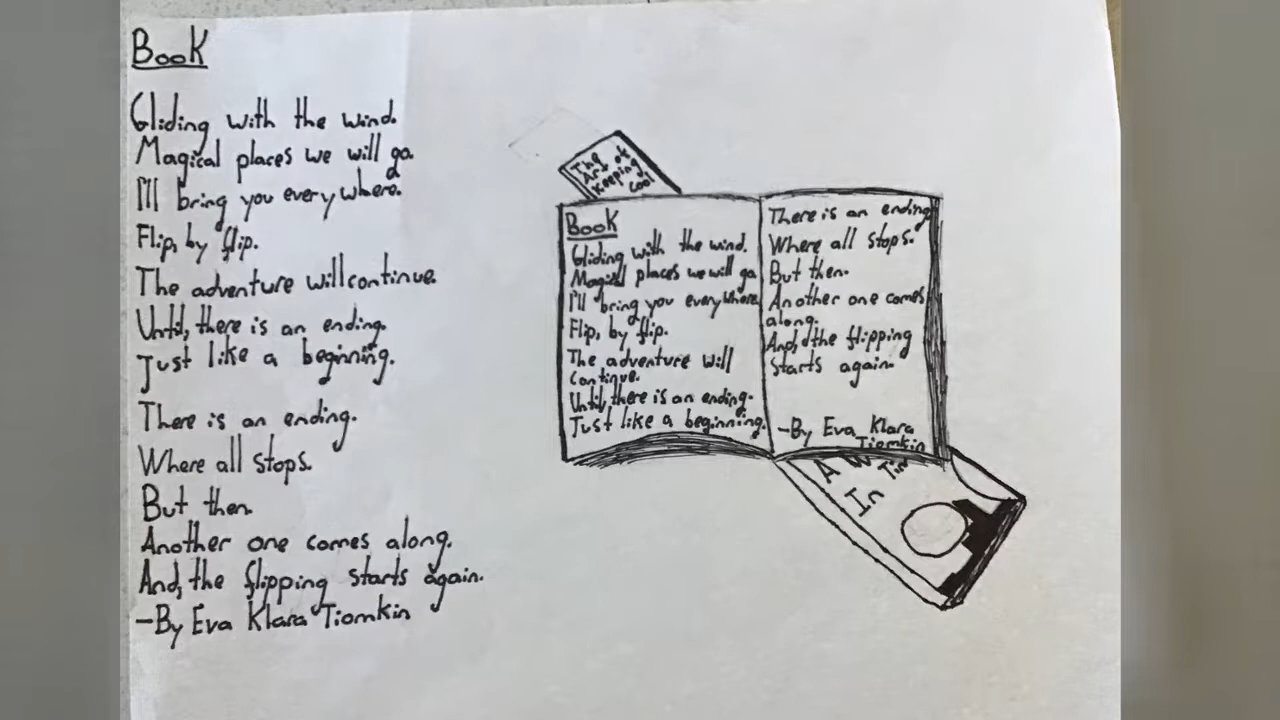 Book
Gliding with the wind.
Magical places we will go.
I'll bring you everywhere.
Flip, by flip.
The adventure will continue.
Until, there is an ending.
Just like a beginning.
There is an ending.
Where all stops.
But then.
Another one comes along.
And, the flipping starts again.
-By Eva Klara Tiomkin
The
Art of
Keeping
Cool
Book
Gliding with the wind.
Magical places we will go
I'll bring you everywhere.
Flip, by flip.
The adventure will
continue.
Until, there is an ending.
Just like a beginning.
There is an ending
Where all stops.
But then.
Another one comes
along.
And, the flipping
starts again.
-By Eva Klara
Tiomkin
A
In